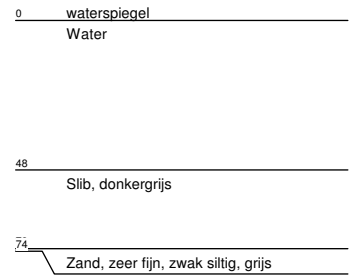 0 waterspiegel
Water
48
Slib, donkergrijs
74
Zand, zeer fijn, zwak siltig, grijs